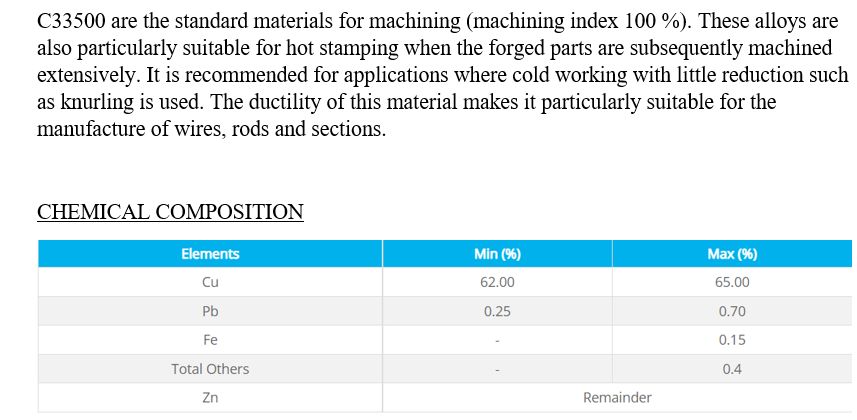 C33500 are the standard materials for machining (machining index 100 %). These alloys are
also particularly suitable for hot stamping when the forged parts are subsequently machined
extensively. It is recommended for applications where cold working with little reduction such
as knurling is used. The ductility of this material makes it particularly suitable for the
manufacture of wires, rods and sections.
CHEMICAL COMPOSITION
Elements Min (%) Max (%)
Cu 62.00 65.00
Pb 0.25 0.70
Fe - 0.15
Total Others - 0.4
Zn Remainder